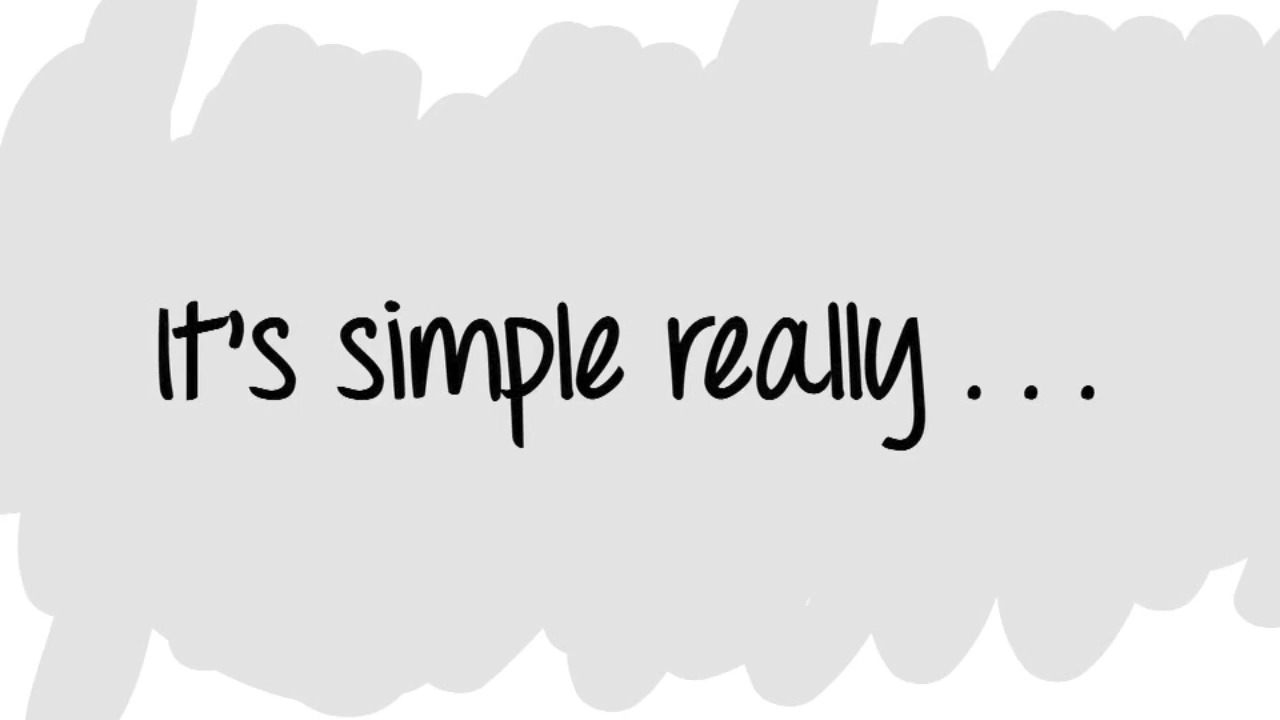 It's simple really . . .